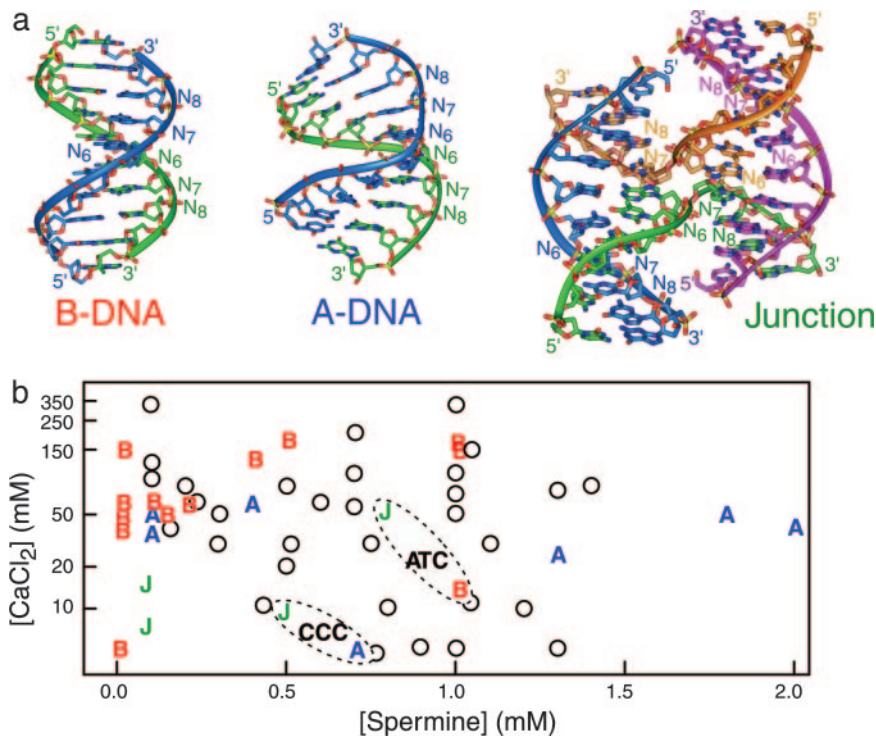 a
5' 3' N8 N7 N6 N6 N7 N8 5' 3'
B-DNA
3' 5' N8 N7 N6 N6 N7 N8 5' 3'
A-DNA
3' 5' 5' 3' N8 N7 N8 N7 N6 N6 N7 N6 N8 N6 N7 N8 5' 3' 5' 3'
Junction
b
[CaCl2] (mM)
350
250
150
50
20
10
B B B B B B B B B B B B B B B
A A A A A A A
J J J J
ATC
CCC
0.0 0.5 1.0 1.5 2.0
[Spermine] (mM)